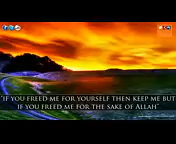 "if you freed me for yourself then keep me but
if you freed me for the sake of Allah"